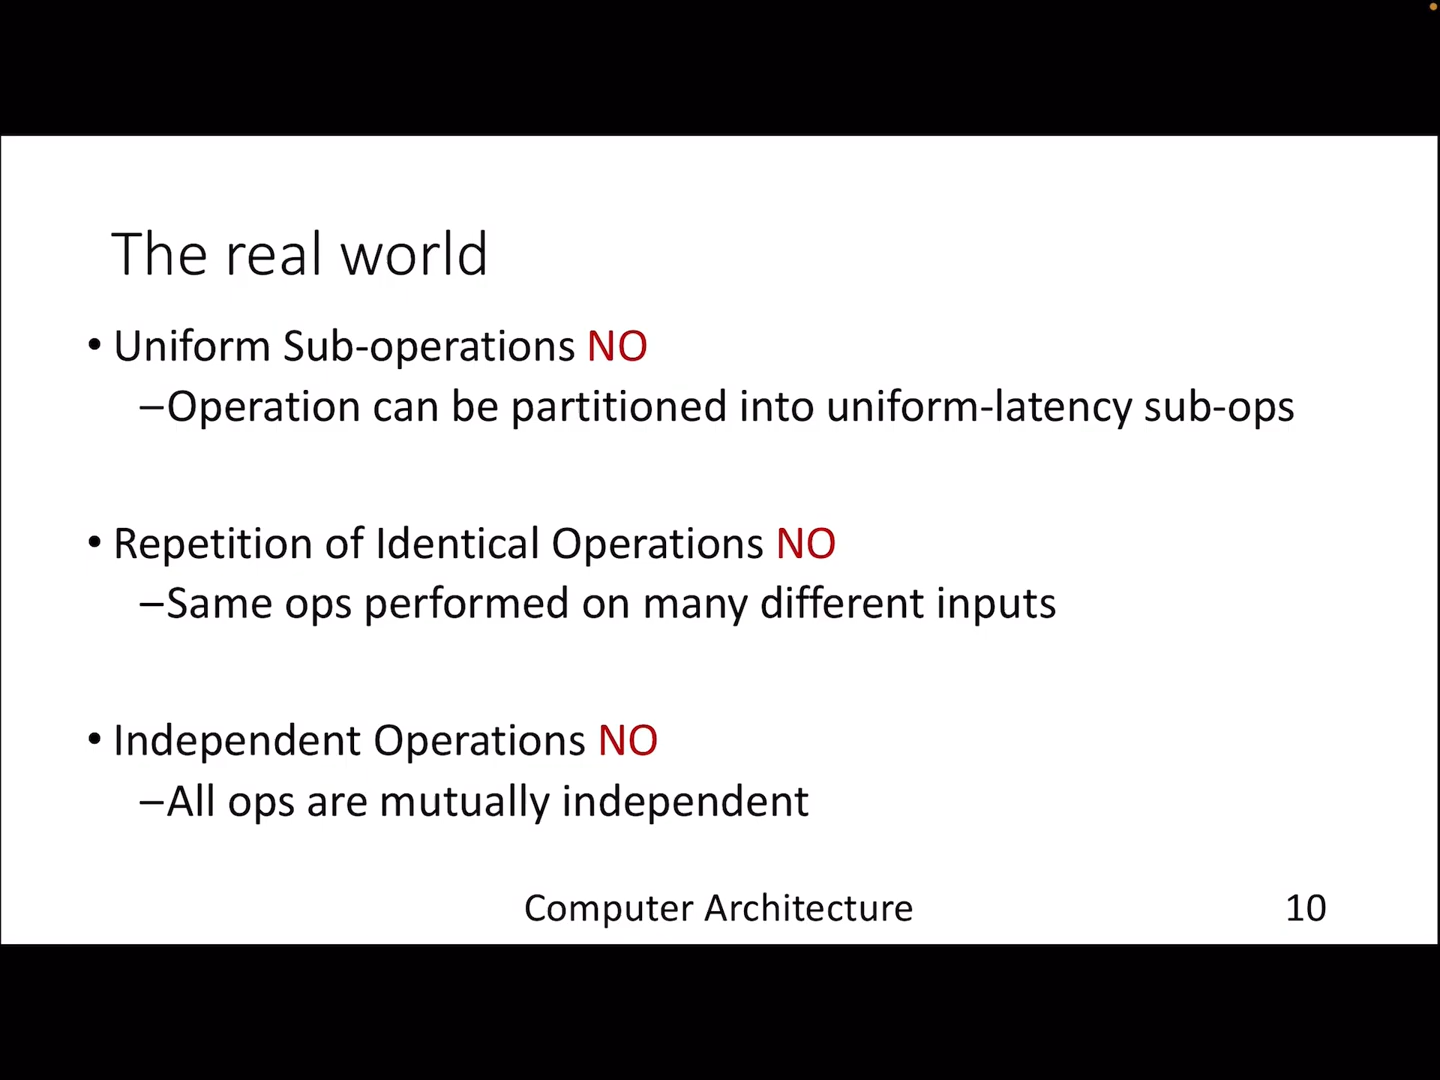 The real world
• Uniform Sub-operations NO
–Operation can be partitioned into uniform-latency sub-ops
• Repetition of Identical Operations NO
–Same ops performed on many different inputs
• Independent Operations NO
–All ops are mutually independent
Computer Architecture 10